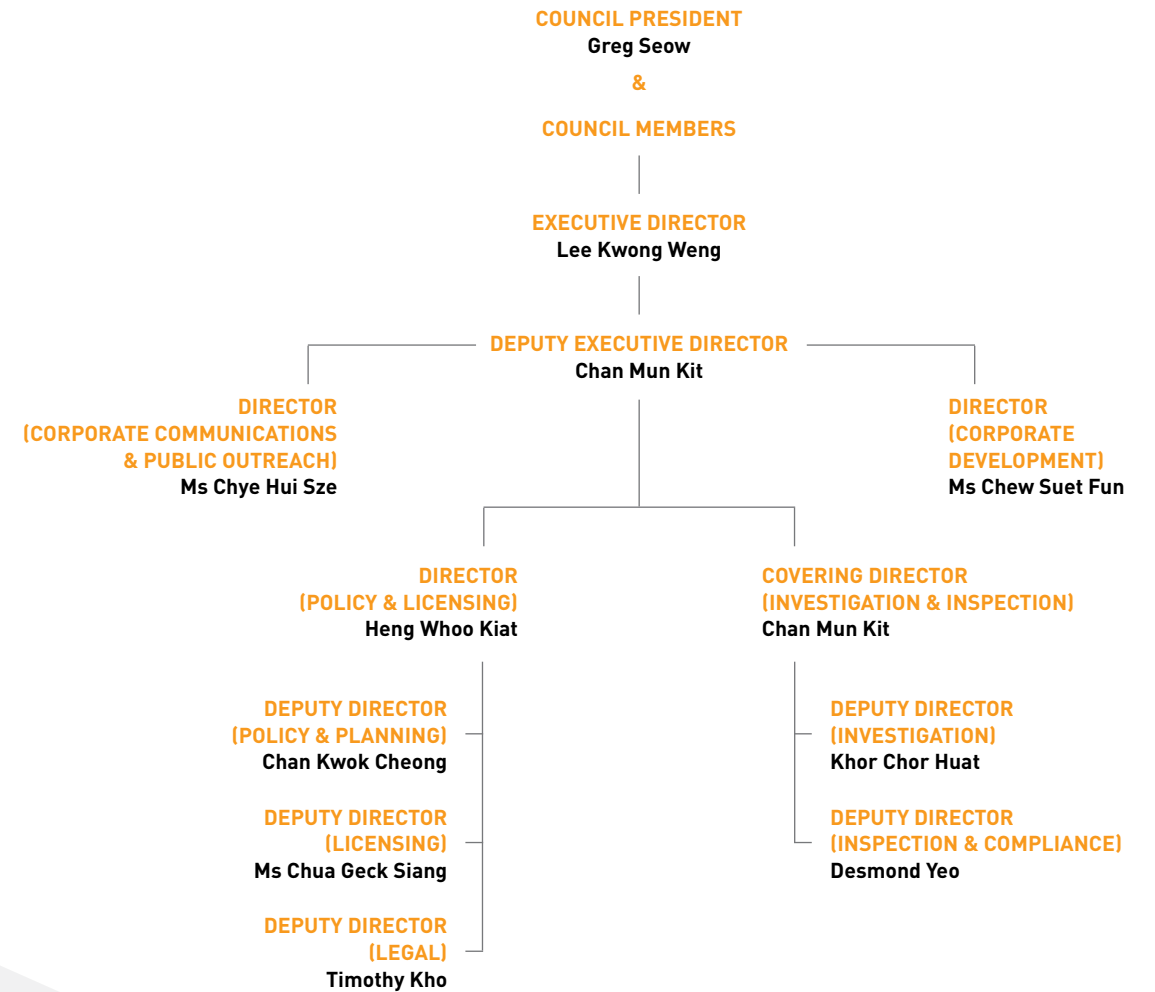 COUNCIL PRESIDENT
Greg Seow
&
COUNCIL MEMBERS
EXECUTIVE DIRECTOR
Lee Kwong Weng
DEPUTY EXECUTIVE DIRECTOR
Chan Mun Kit
DIRECTOR
(CORPORATE COMMUNICATIONS
& PUBLIC OUTREACH)
Ms Chye Hui Sze
DIRECTOR
(CORPORATE
DEVELOPMENT)
Ms Chew Suet Fun
DIRECTOR
(POLICY & LICENSING)
Heng Whoo Kiat
COVERING DIRECTOR
(INVESTIGATION & INSPECTION)
Chan Mun Kit
DEPUTY DIRECTOR
(POLICY & PLANNING)
Chan Kwok Cheong
DEPUTY DIRECTOR
(LICENSING)
Ms Chua Geck Siang
DEPUTY DIRECTOR
(LEGAL)
Timothy Kho
DEPUTY DIRECTOR
(INVESTIGATION)
Khor Chor Huat
DEPUTY DIRECTOR
(INSPECTION & COMPLIANCE)
Desmond Yeo